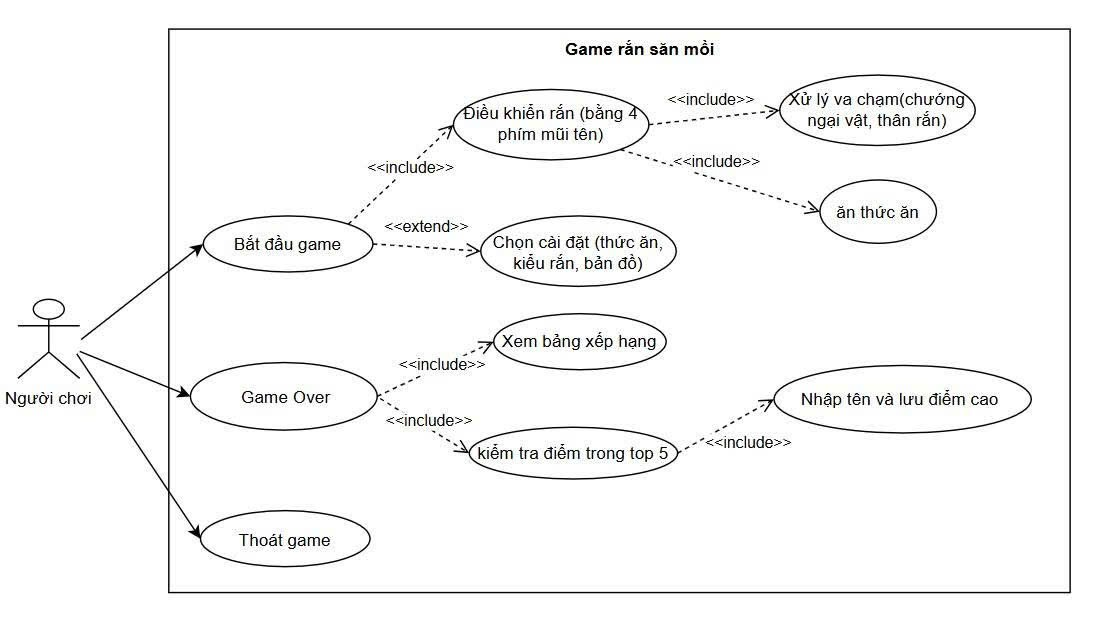 Game rắn săn mồi
Điều khiển rắn (bằng 4
phím mũi tên)
<<include>>
Xử lý va chạm(chướng
ngại vật, thân rắn)
<<include>>
<<include>>
ăn thức ăn
Bắt đầu game
<<extend>>
Chọn cài đặt (thức ăn,
kiểu rắn, bản đồ)
Người chơi
Xem bảng xếp hạng
<<include>>
Game Over
<<include>>
kiểm tra điểm trong top 5
<<include>>
Nhập tên và lưu điểm cao
Thoát game